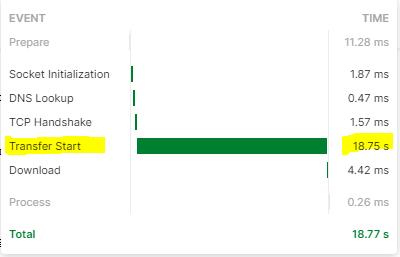 EVENT TIME
Prepare 11.28 ms
Socket Initialization 1.87 ms
DNS Lookup 0.47 ms
TCP Handshake 1.57 ms
Transfer Start 18.75 s
Download 4.42 ms
Process 0.26 ms
Total 18.77 s